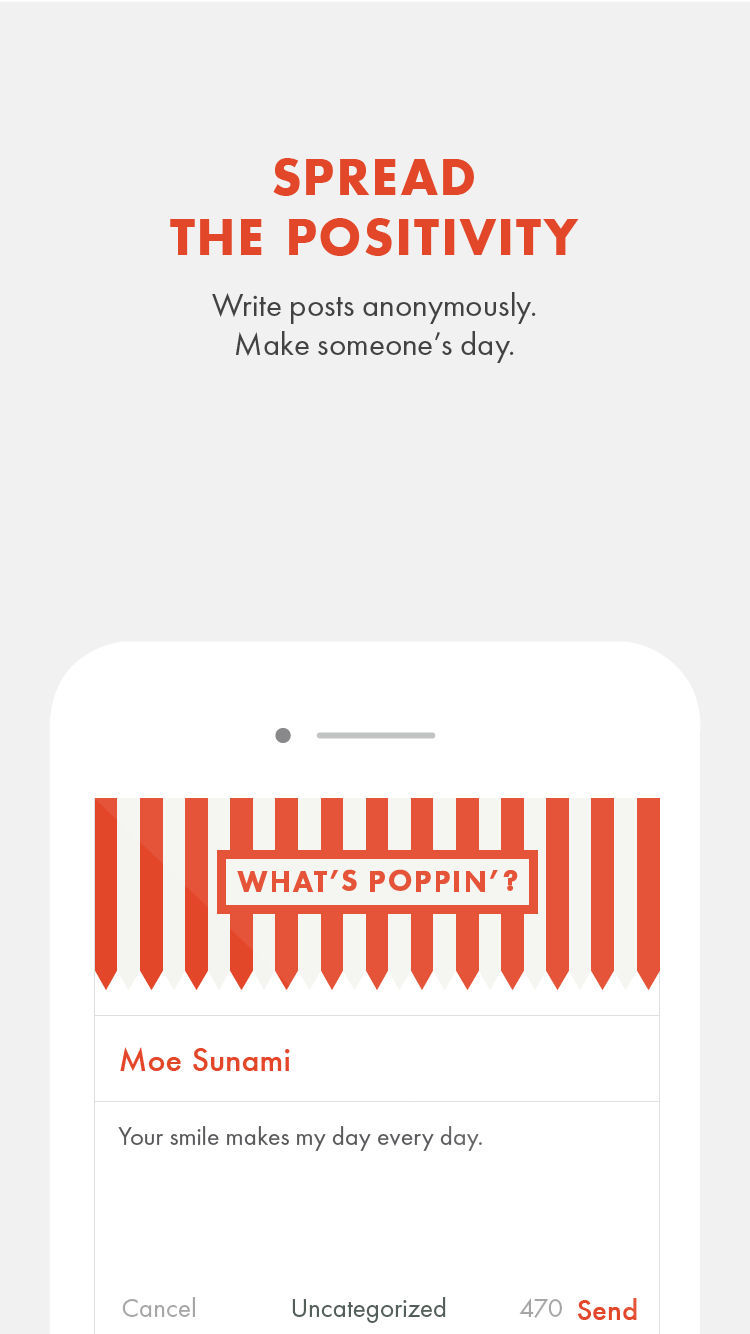 SPREAD
THE POSITIVITY
Write posts anonymously.
Make someone’s day.
WHAT’S POPPIN’?
Moe Sunami
Your smile makes my day every day.
Cancel Uncategorized 470 Send